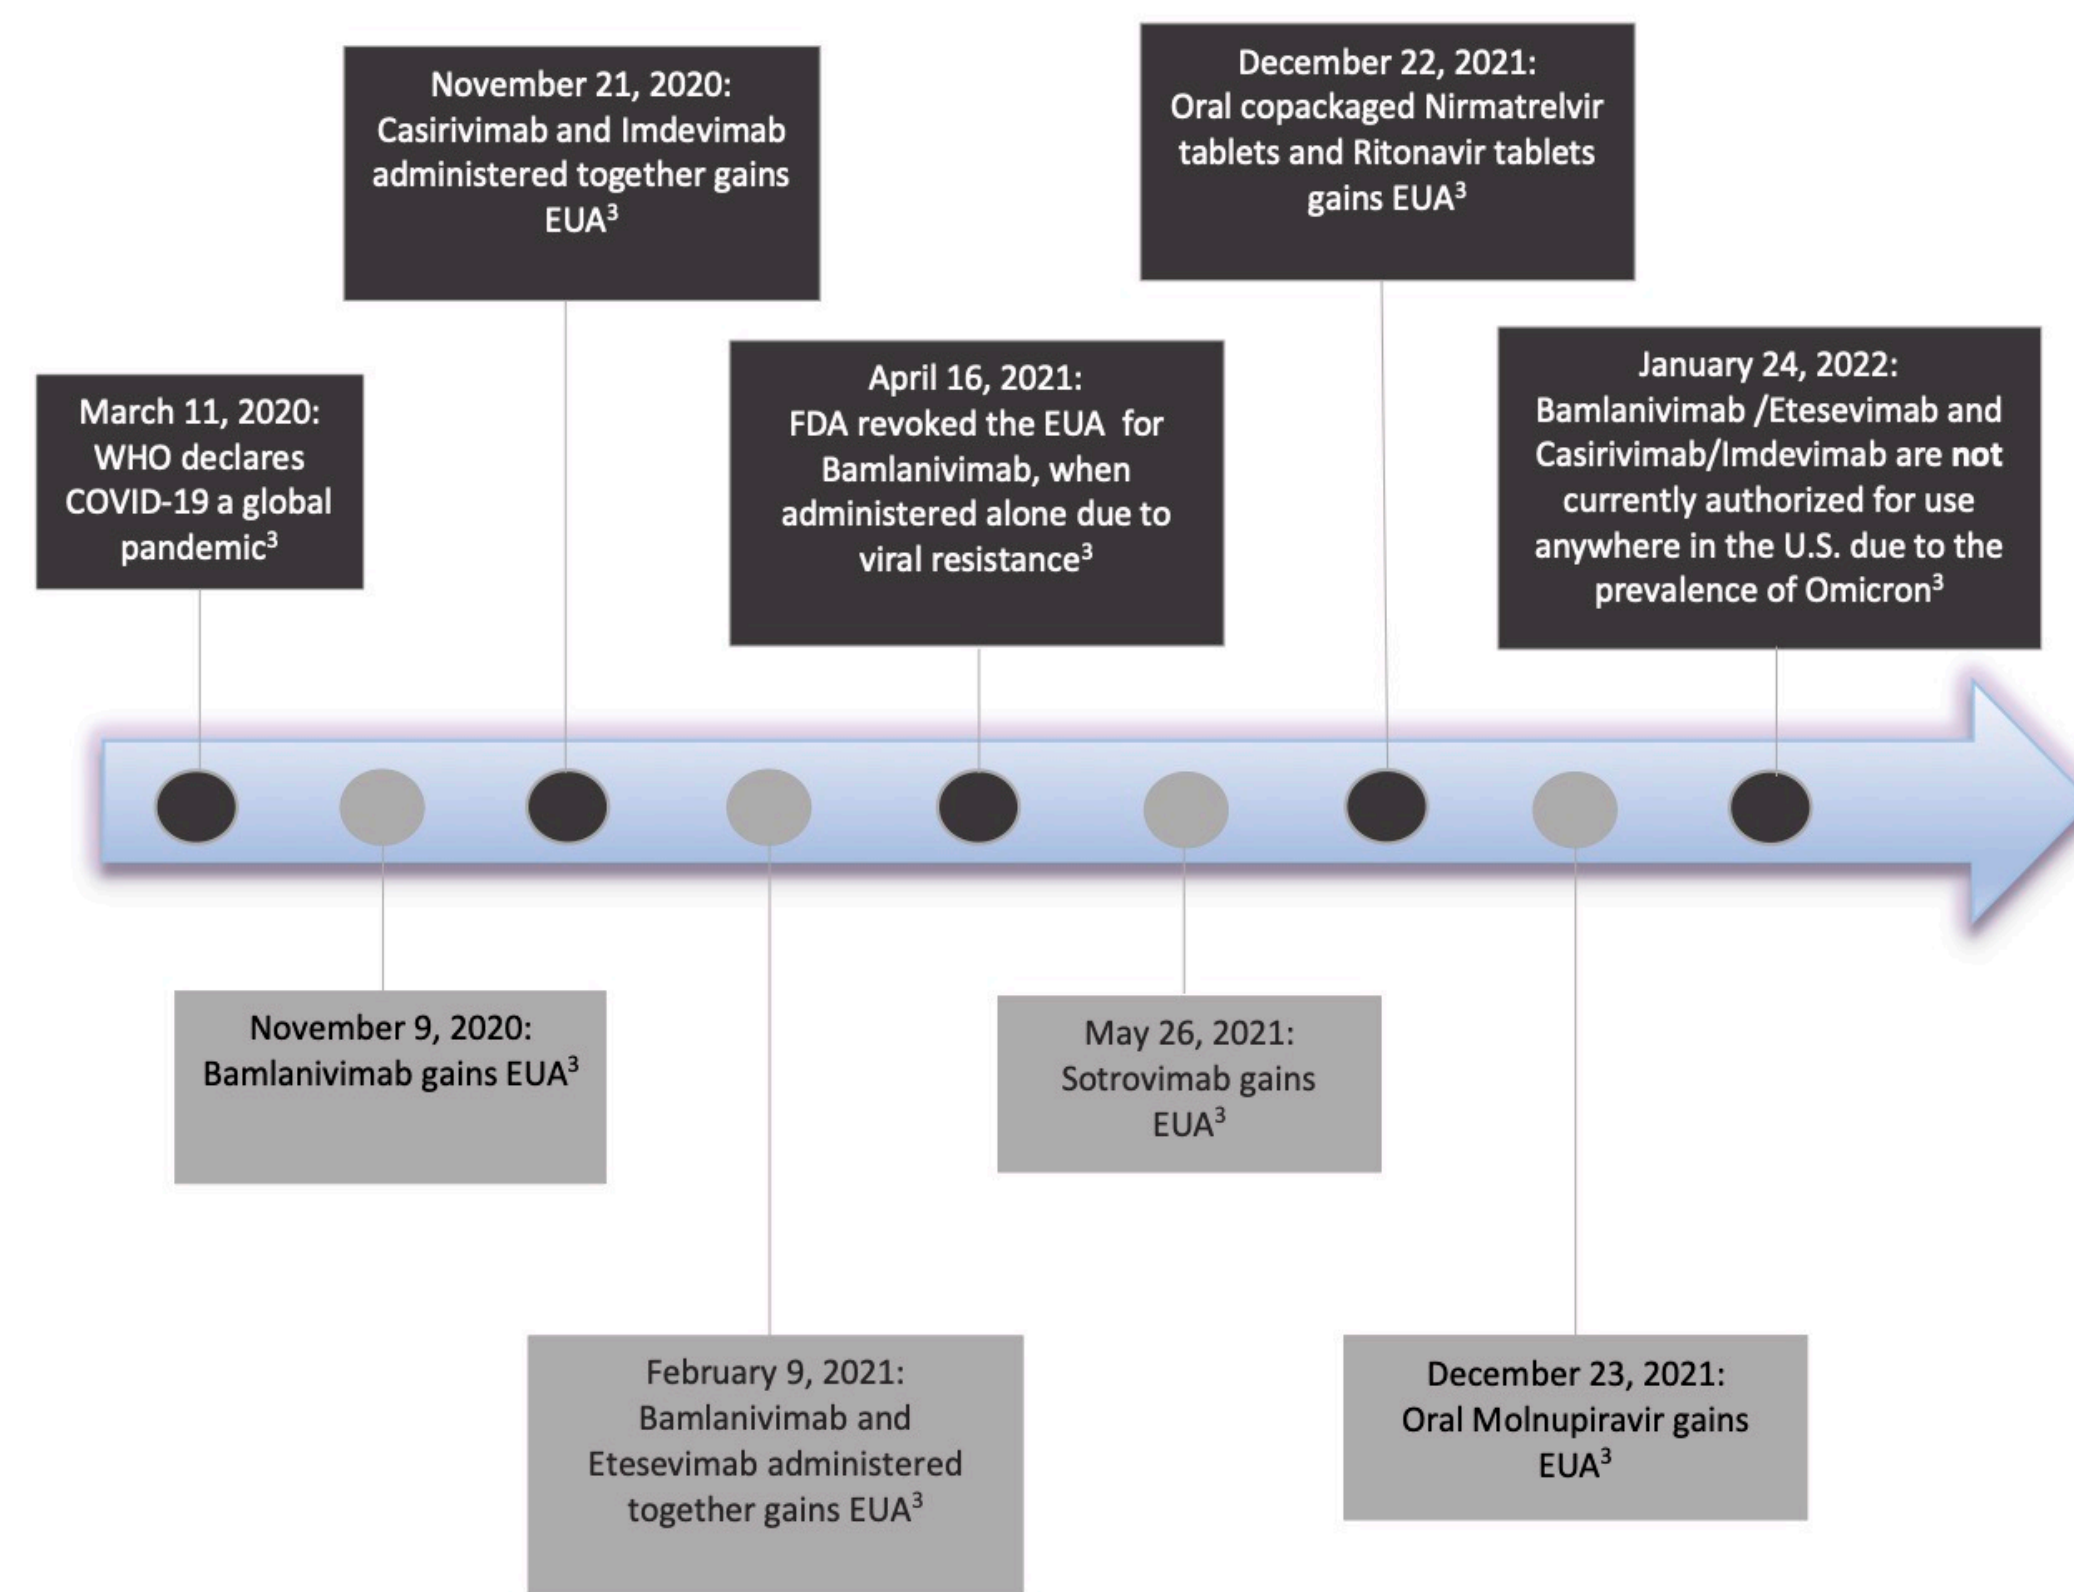 March 11, 2020:
WHO declares
COVID-19 a global
pandemic³
November 9, 2020:
Bamlanivimab gains EUA³
November 21, 2020:
Casirivimab and Imdevimab
administered together gains
EUA³
February 9, 2021:
Bamlanivimab and
Etesevimab administered
together gains EUA³
April 16, 2021:
FDA revoked the EUA  for
Bamlanivimab, when
administered alone due to
viral resistance³
May 26, 2021:
Sotrovimab gains
EUA³
December 22, 2021:
Oral copackaged Nirmatrelvir
tablets and Ritonavir tablets
gains EUA³
December 23, 2021:
Oral Molnupiravir gains
EUA³
January 24, 2022:
Bamlanivimab /Etesevimab and
Casirivimab/Imdevimab are not
currently authorized for use
anywhere in the U.S. due to the
prevalence of Omicron³